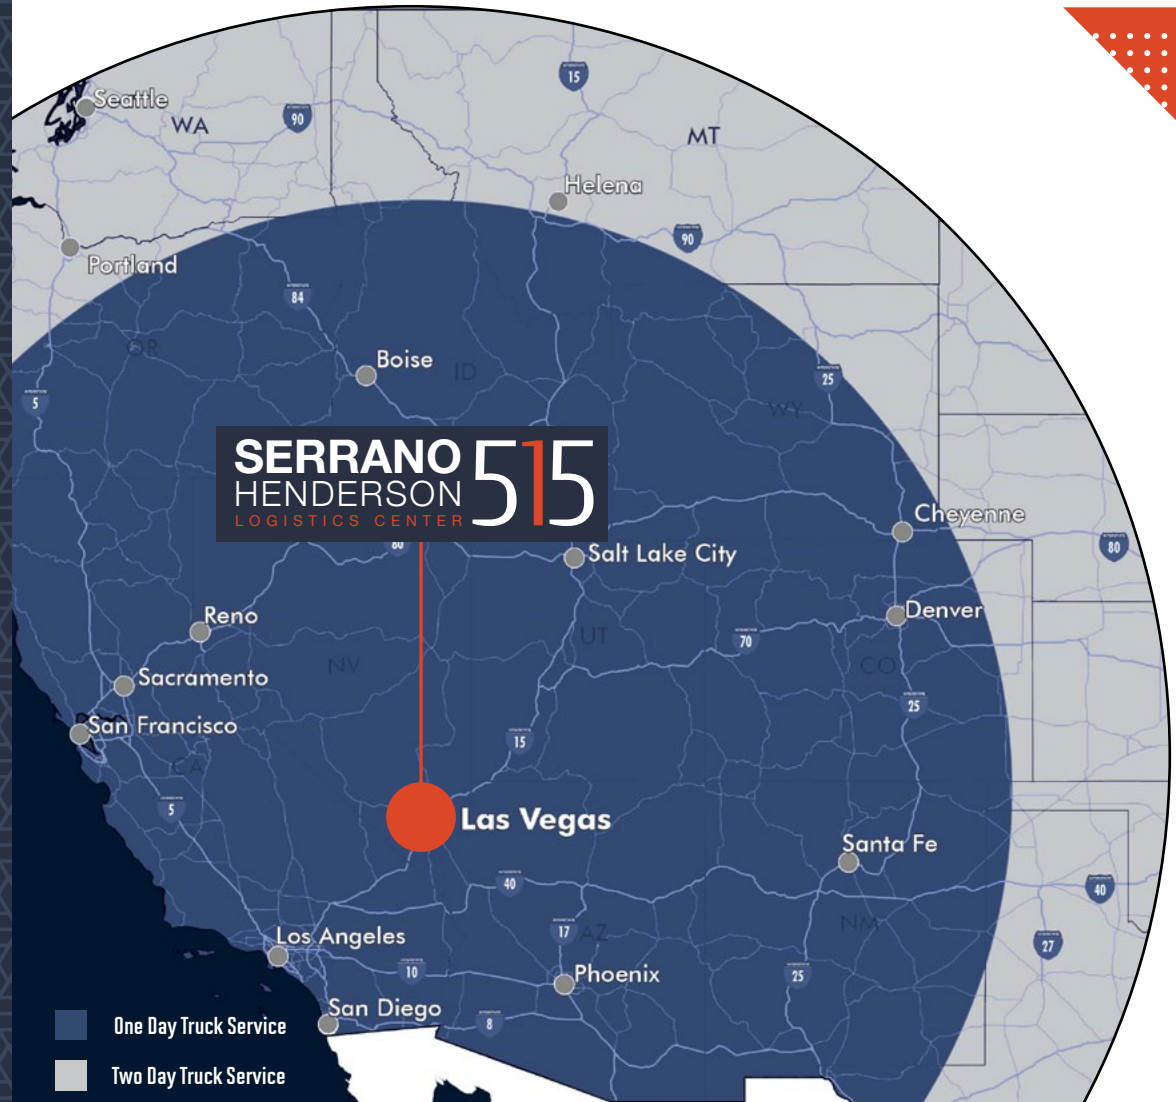 Seattle
WA
90
15
MT
Helena
90
Portland
84
OR
Boise
ID
5
25
WY
SERRANO
HENDERSON
LOGISTICS CENTER
515
Cheyenne
80
80
Salt Lake City
Reno
Denver
UT
70
NV
CO
Sacramento
25
San Francisco
15
CA
5
Las Vegas
Santa Fe
40
40
NM
17
AZ
27
Los Angeles
10
Phoenix
25
San Diego
8
One Day Truck Service
Two Day Truck Service